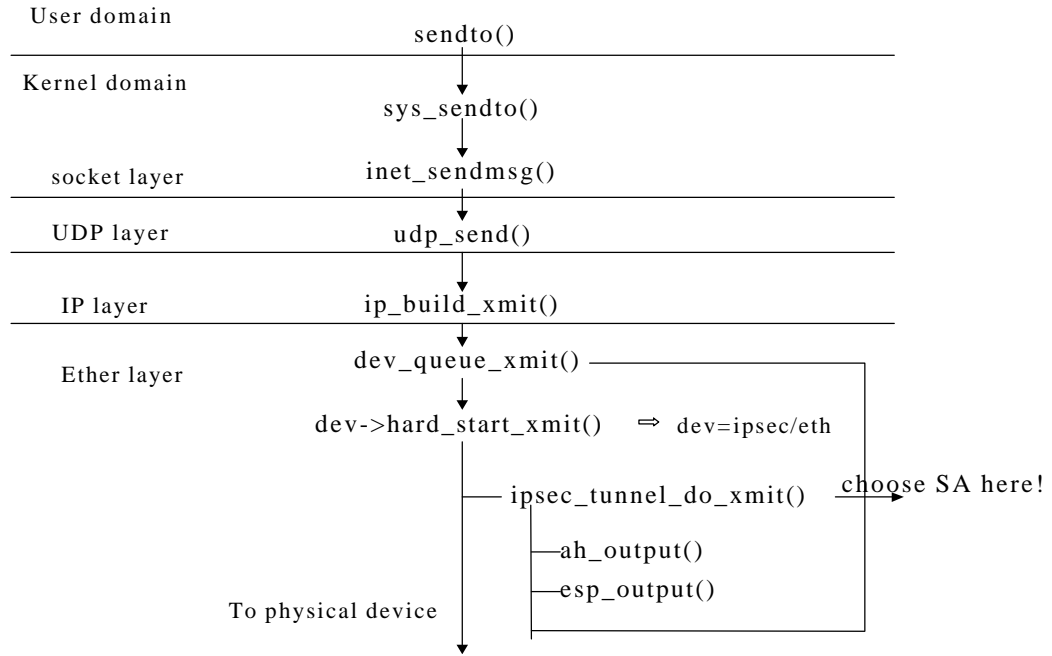 User domain
sendto()
Kernel domain
sys_sendto()
socket layer
inet_sendmsg()
UDP layer
udp_send()
IP layer
ip_build_xmit()
Ether layer
dev_queue_xmit()
dev->hard_start_xmit() ⇒ dev=ipsec/eth
ipsec_tunnel_do_xmit()
choose SA here!
ah_output()
esp_output()
To physical device